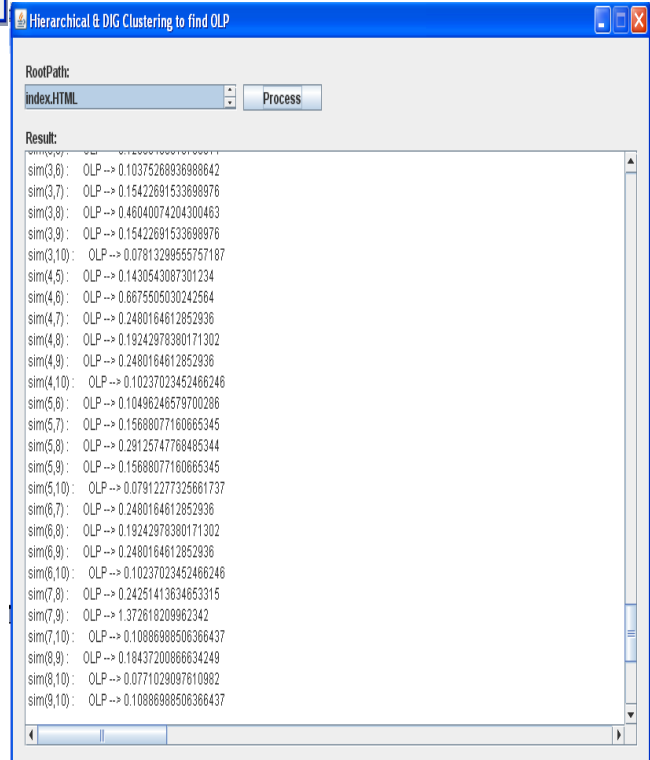 Hierarchical & DIG Clustering to find OLP
RootPath:
index.HTML
Process
Result:
sim(3,6) : OLP --> 0.10375268936988642
sim(3,7) : OLP --> 0.15422691533698976
sim(3,8) : OLP --> 0.46040074204300463
sim(3,9) : OLP --> 0.15422691533698976
sim(3,10) : OLP --> 0.07813299555757187
sim(4,5) : OLP --> 0.1430543087301234
sim(4,6) : OLP --> 0.6675505030242564
sim(4,7) : OLP --> 0.2480164612852936
sim(4,8) : OLP --> 0.19242978380171302
sim(4,9) : OLP --> 0.2480164612852936
sim(4,10) : OLP --> 0.10237023452466246
sim(5,6) : OLP --> 0.10496246579700286
sim(5,7) : OLP --> 0.15688077160665345
sim(5,8) : OLP --> 0.29125747768485344
sim(5,9) : OLP --> 0.15688077160665345
sim(5,10) : OLP --> 0.07912277325661737
sim(6,7) : OLP --> 0.2480164612852936
sim(6,8) : OLP --> 0.19242978380171302
sim(6,9) : OLP --> 0.2480164612852936
sim(6,10) : OLP --> 0.10237023452466246
sim(7,8) : OLP --> 0.24251413634653315
sim(7,9) : OLP --> 1.372618209962342
sim(7,10) : OLP --> 0.10886988506366437
sim(8,9) : OLP --> 0.18437200866634249
sim(8,10) : OLP --> 0.0771029097610982
sim(9,10) : OLP --> 0.10886988506366437